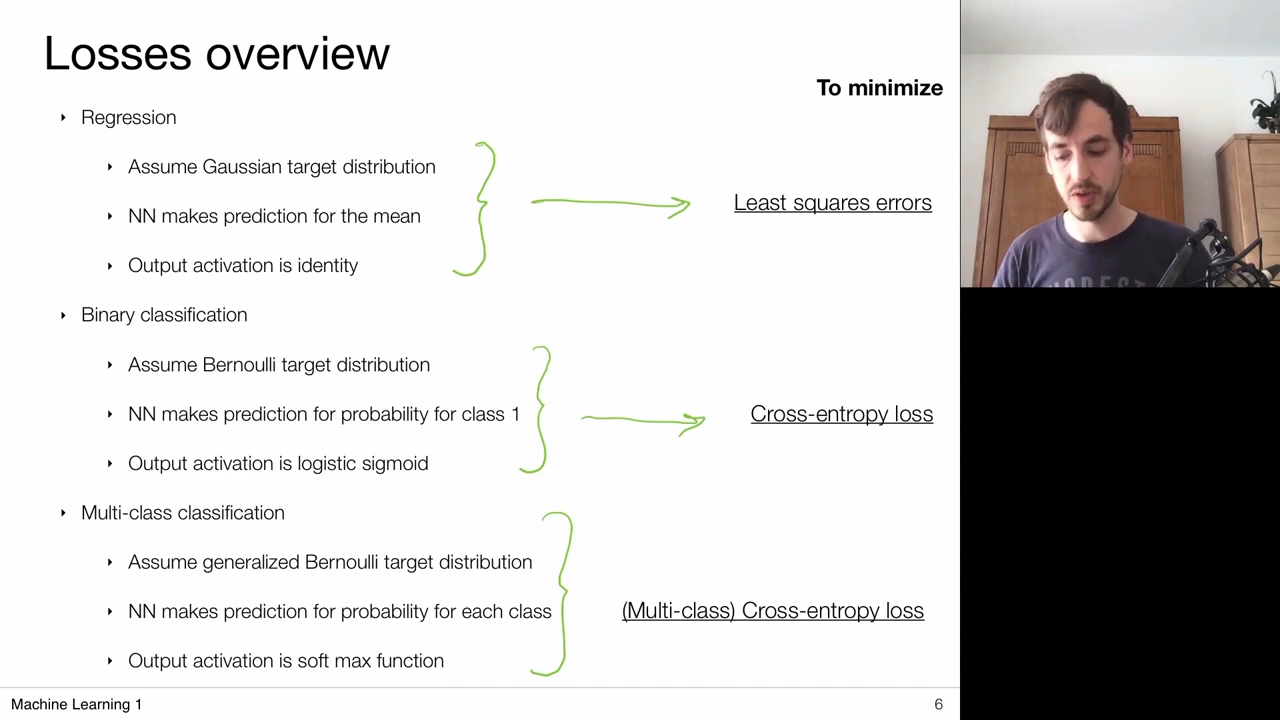 Losses overview
To minimize
‣ Regression
‣ Assume Gaussian target distribution
‣ NN makes prediction for the mean
Least squares errors
‣ Output activation is identity
‣ Binary classification
‣ Assume Bernoulli target distribution
‣ NN makes prediction for probability for class 1
Cross-entropy loss
‣ Output activation is logistic sigmoid
‣ Multi-class classification
‣ Assume generalized Bernoulli target distribution
‣ NN makes prediction for probability for each class
(Multi-class) Cross-entropy loss
‣ Output activation is soft max function
Machine Learning 1
6